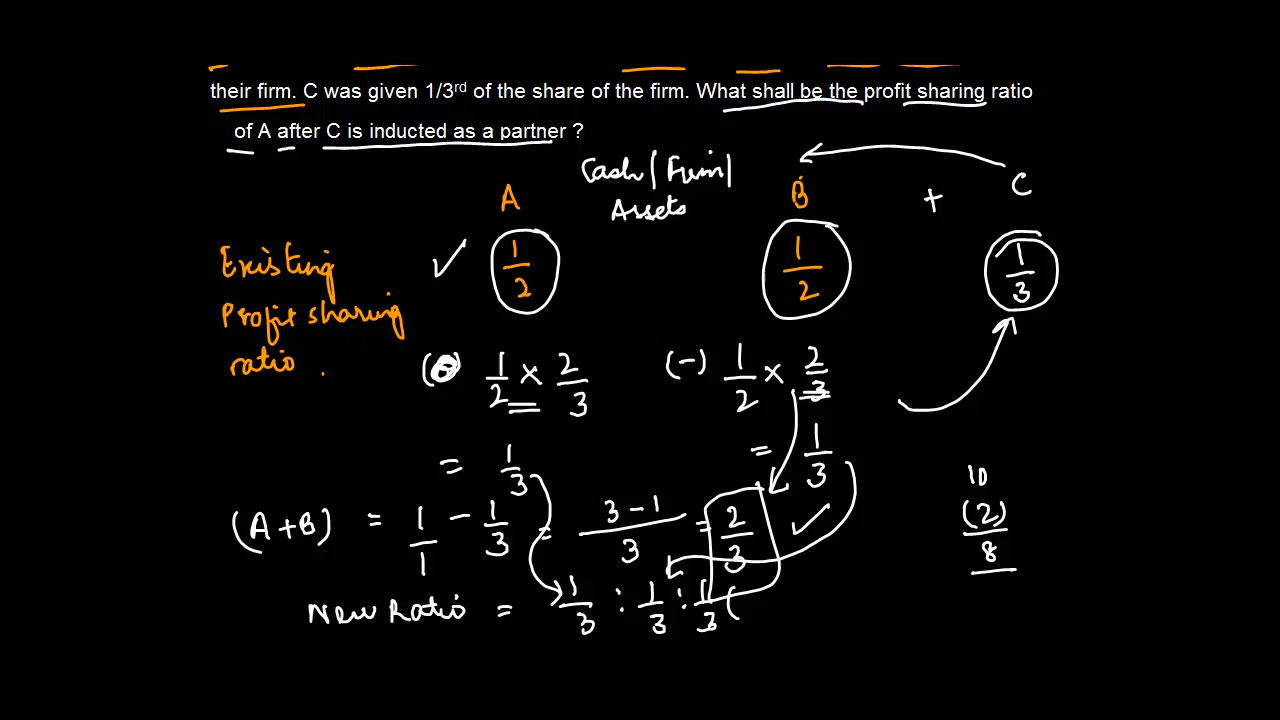 their firm. C was given 1/3rd of the share of the firm. What shall be the profit sharing ratio
of A after C is inducted as a partner ?
Cash/Firm/
Assets
A B + C
Existing
Profit sharing
ratio .
1/2 1/2 1/3
1/2 × 2/3 (-) 1/2 × 2/3
= 1/3 = 1/3
(A+B) = 1/1 - 1/3 = 3-1/3 = 2/3
10
(2)
8
New Ratio = 1/3 : 1/3 : 1/3 (